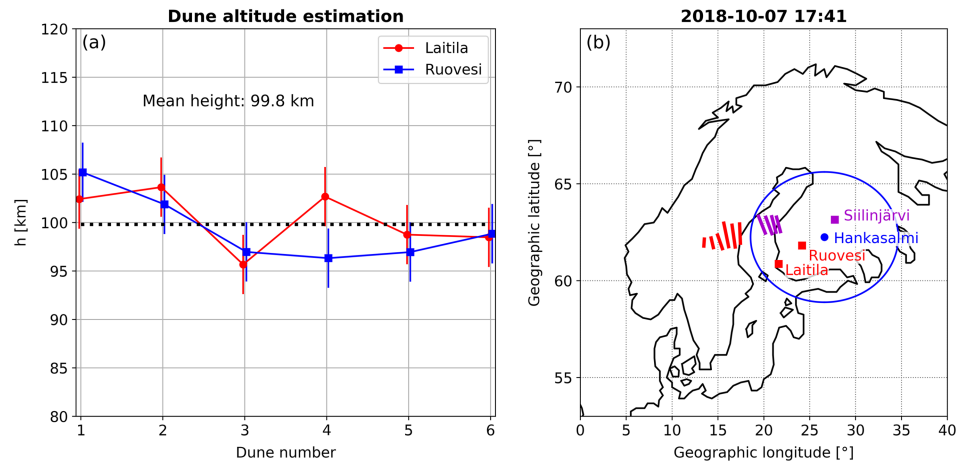 Dune altitude estimation
(a)
Laitila
Ruovesi
Mean height: 99.8 km
120
115
110
105
100
95
90
85
80
h [km]
1 2 3 4 5 6
Dune number
2018-10-07 17:41
(b)
70
65
60
55
Geographic latitude [°]
Siilinjärvi
Hankasalmi
Ruovesi
Laitila
0 5 10 15 20 25 30 35 40
Geographic longitude [°]